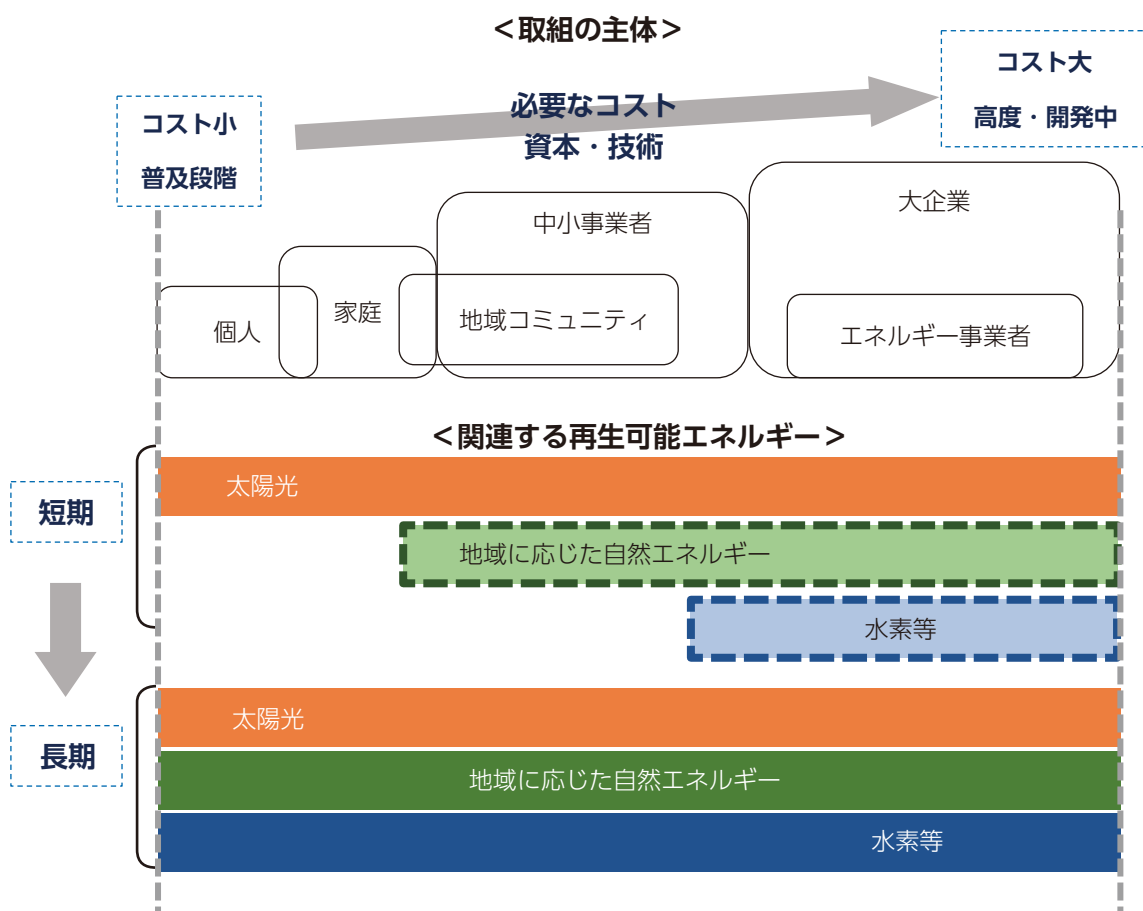 ＜取組の主体＞
コスト小
普及段階
必要なコスト
資本・技術
コスト大
高度・開発中
個人
家庭
地域コミュニティ
中小事業者
大企業
エネルギー事業者
＜関連する再生可能エネルギー＞
短期
太陽光
地域に応じた自然エネルギー
水素等
長期
太陽光
地域に応じた自然エネルギー
水素等